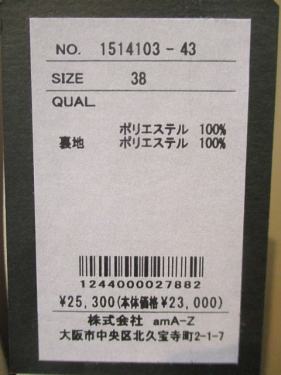 NO. 1514103-43
SIZE 38
QUAL.
ポリエステル 100%
裏地 ポリエステル 100%
1244000027882
¥25,300(本体価格¥23,000)
株式会社 amA-Z
大阪市中央区北久宝寺町2-1-7